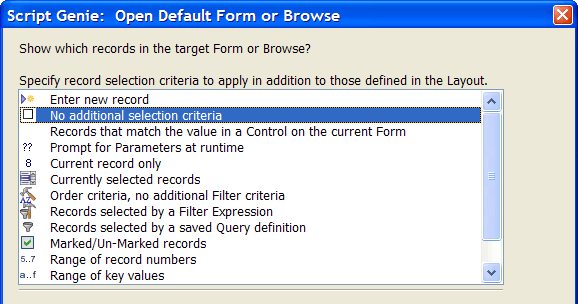 Script Genie: Open Default Form or Browse
Show which records in the target Form or Browse?
Specify record selection criteria to apply in addition to those defined in the Layout.
Enter new record
No additional selection criteria
Records that match the value in a Control on the current Form
?? Prompt for Parameters at runtime
8 Current record only
Currently selected records
AZ Order criteria, no additional Filter criteria
Records selected by a Filter Expression
Records selected by a saved Query definition
Marked/Un-Marked records
5..7 Range of record numbers
a..f Range of key values